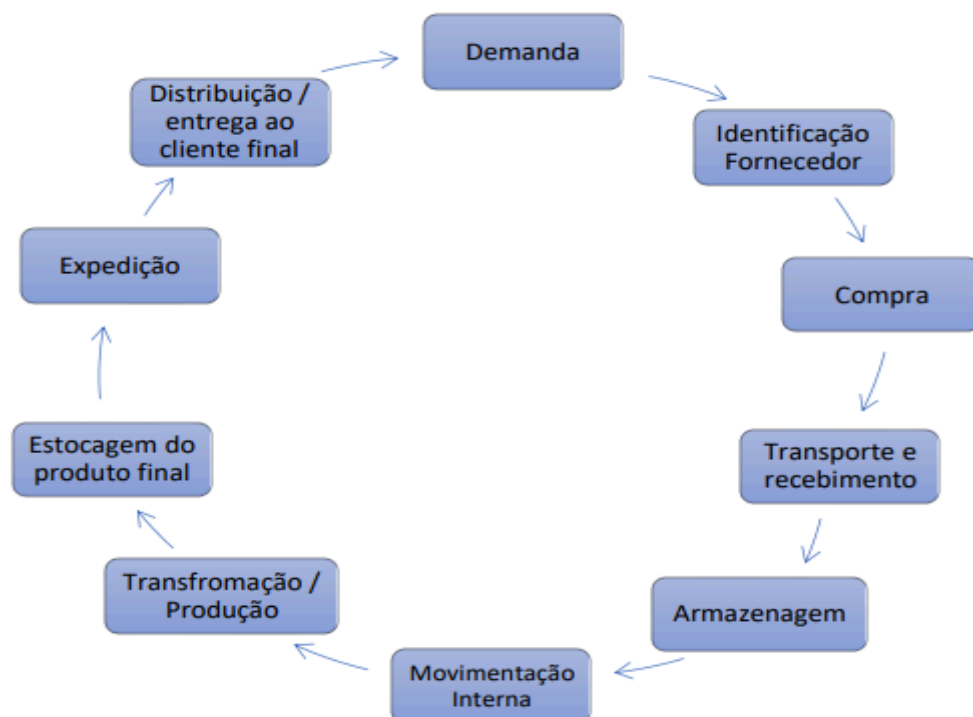 Demanda
Identificação
Fornecedor
Compra
Transporte e
recebimento
Armazenagem
Movimentação
Interna
Transfromação /
Produção
Estocagem do
produto final
Expedição
Distribuição /
entrega ao
cliente final